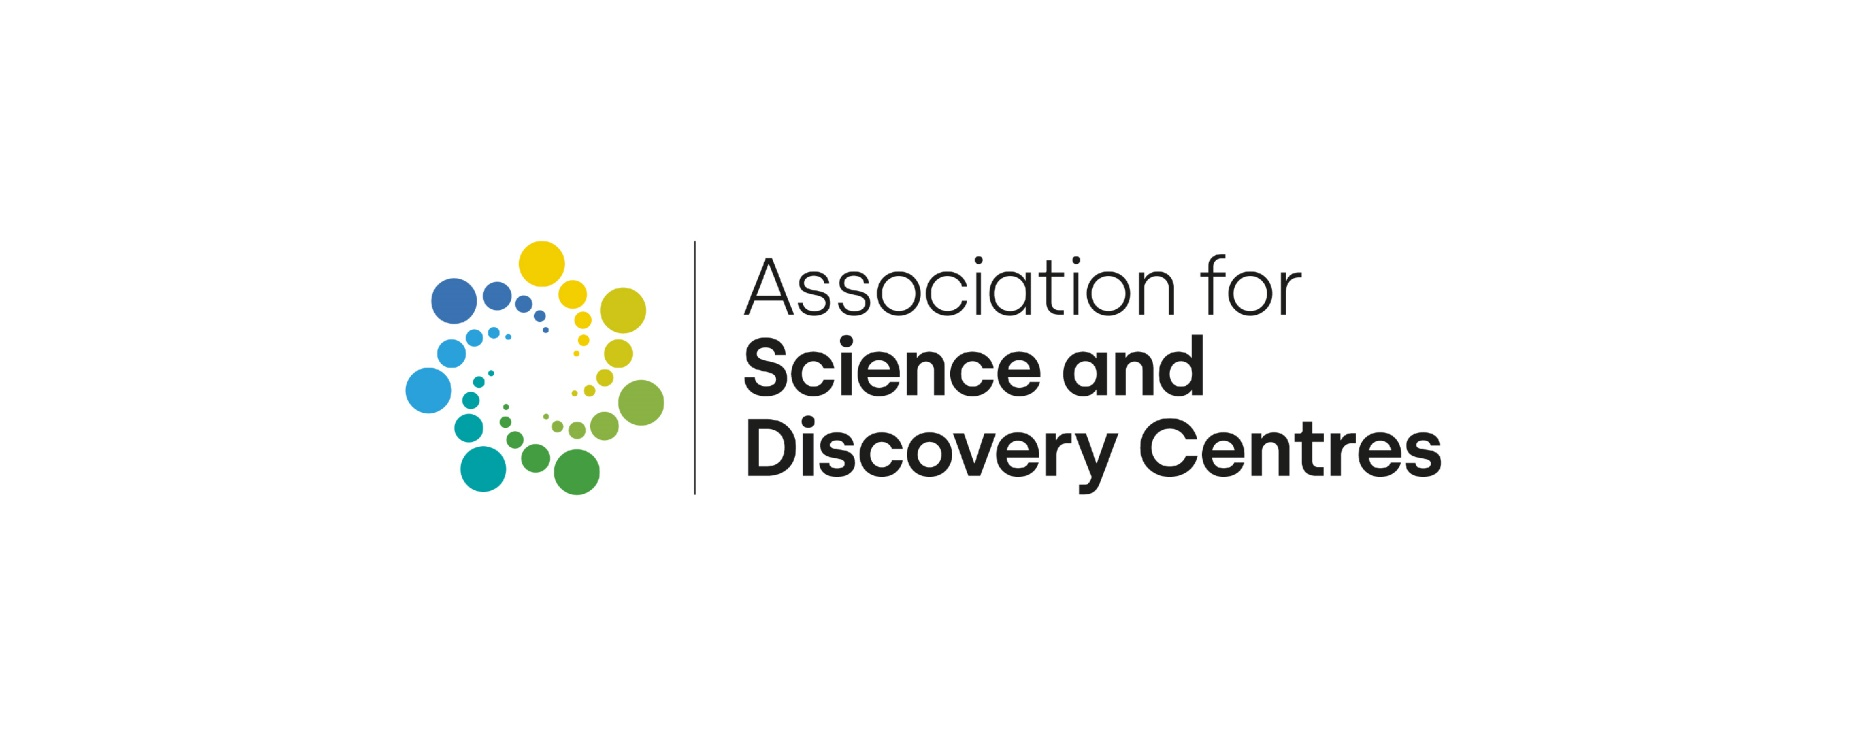 Association for
Science and
Discovery Centres